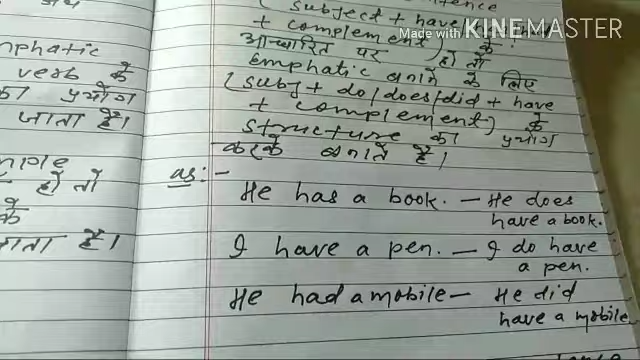 Made with KINEMASTER
(subject + have
+ complement) के
आधारित पर हो तो
emphatic बनाने के लिए
(subj + do/does/did + have
+ complement) के
structure का प्रयोग
करके बनाते हैं।
as:-
He has a book. — He does
have a book.
I have a pen. — I do have
a pen.
He had a mobile — He did
have a mobile
mphatic
verb के
का प्रयोग
जाता है।
mple
हो तो
के
जाता है।